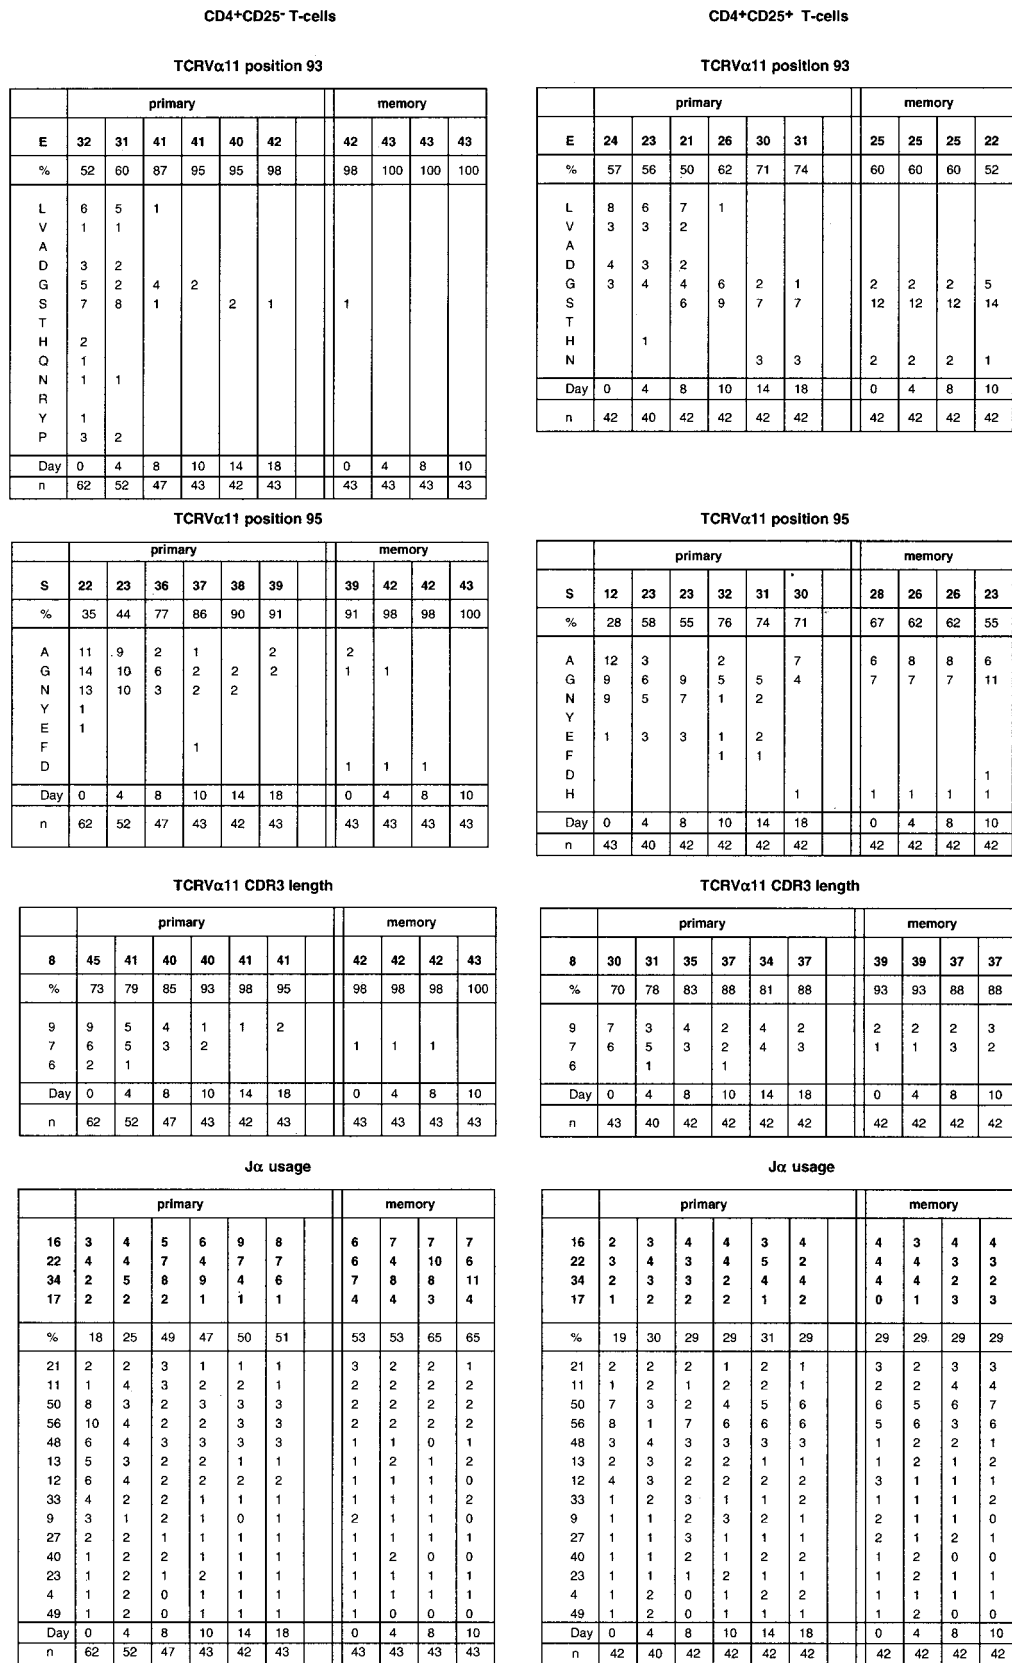 CD4+CD25- T-cells
TCRVα11 position 93
primary memory
E 32 31 41 41 40 42 42 43 43 43
% 52 60 87 95 95 98 98 100 100 100
L 6 5 1
V 1 1
A
D 3 2
G 5 2 4 2
S 7 8 1 2 1 1
T
H 2
Q 1
N 1 1
R
Y 1
P 3 2
Day 0 4 8 10 14 18 0 4 8 10
n 62 52 47 43 42 43 43 43 43 43
TCRVα11 position 95
primary memory
S 22 23 36 37 38 39 39 42 42 43
% 35 44 77 86 90 91 91 98 98 100
A 11 9 2 1 2 2
G 14 10 6 2 2 2 1 1
N 13 10 3 2 2
Y 1
E 1
F 1
D 1 1 1
Day 0 4 8 10 14 18 0 4 8 10
n 62 52 47 43 42 43 43 43 43 43
TCRVα11 CDR3 length
primary memory
8 45 41 40 40 41 41 42 42 42 43
% 73 79 85 93 98 95 98 98 98 100
9 9 5 4 1 1 2
7 6 5 3 2 1 1 1
6 2 1
Day 0 4 8 10 14 18 0 4 8 10
n 62 52 47 43 42 43 43 43 43 43
Jα usage
primary memory
16 3 4 5 6 9 8 6 7 7 7
22 4 4 7 4 7 7 6 4 10 6
34 2 5 8 9 4 6 7 8 8 11
17 2 2 2 1 1 1 4 4 3 4
% 18 25 49 47 50 51 53 53 65 65
21 2 2 3 1 1 1 3 2 2 1
11 1 4 3 2 2 1 2 2 2 2
50 8 3 2 3 3 3 2 2 2 2
56 10 4 2 2 3 3 2 2 2 2
48 6 4 3 3 3 3 1 1 0 1
13 5 3 2 2 1 1 1 2 1 2
12 6 4 2 2 2 2 1 1 1 0
33 4 2 2 1 1 1 1 1 1 2
9 3 1 2 1 0 1 2 1 1 0
27 2 2 1 1 1 1 1 1 1 1
40 1 2 2 1 1 1 1 2 0 0
23 1 2 1 2 1 1 1 1 1 1
4 1 2 0 1 1 1 1 1 1 1
49 1 2 0 1 1 1 1 0 0 0
Day 0 4 8 10 14 18 0 4 8 10
n 62 52 47 43 42 43 43 43 43 43
CD4+CD25+ T-cells
TCRVα11 position 93
primary memory
E 24 23 21 26 30 31 25 25 25 22
% 57 56 50 62 71 74 60 60 60 52
L 8 6 7 1
V 3 3 2
A
D 4 3 2
G 3 4 4 6 2 1 2 2 2 5
S 6 9 7 7 12 12 12 14
T
H 1
N 3 3 2 2 2 1
Day 0 4 8 10 14 18 0 4 8 10
n 42 40 42 42 42 42 42 42 42 42
TCRVα11 position 95
primary memory
S 12 23 23 32 31 30 28 26 26 23
% 28 58 55 76 74 71 67 62 62 55
A 12 3 2 7 6 8 8 6
G 9 6 9 5 5 4 7 7 7 11
N 9 5 7 1 2
Y
E 1 3 3 1 2
F 1 1
D 1
H 1 1 1 1 1
Day 0 4 8 10 14 18 0 4 8 10
n 43 40 42 42 42 42 42 42 42 42
TCRVα11 CDR3 length
primary memory
8 30 31 35 37 34 37 39 39 37 37
% 70 78 83 88 81 88 93 93 88 88
9 7 3 4 2 4 2 2 2 2 3
7 6 5 3 2 4 3 1 1 3 2
6 1 1
Day 0 4 8 10 14 18 0 4 8 10
n 43 40 42 42 42 42 42 42 42 42
Jα usage
primary memory
16 2 3 4 4 3 4 4 3 4 4
22 3 4 3 4 5 2 4 4 3 3
34 2 3 3 2 4 4 4 4 2 2
17 1 2 2 2 1 2 0 1 3 3
% 19 30 29 29 31 29 29 29 29 29
21 2 2 2 1 2 1 3 2 3 3
11 1 2 1 2 2 1 2 2 4 4
50 7 3 2 4 5 6 6 5 6 7
56 8 1 7 6 6 6 5 6 3 6
48 3 4 3 3 3 3 1 2 2 1
13 2 3 2 2 1 1 1 2 1 2
12 4 3 2 2 2 2 3 1 1 1
33 1 2 3 1 1 2 1 1 1 2
9 1 1 2 3 2 1 2 1 1 0
27 1 1 3 1 1 1 2 1 2 1
40 1 1 2 1 2 2 1 2 0 0
23 1 1 1 2 1 1 1 2 1 1
4 1 2 0 1 2 2 1 1 1 1
49 1 2 0 1 1 1 1 2 0 0
Day 0 4 8 10 14 18 0 4 8 10
n 42 40 42 42 42 42 42 42 42 42